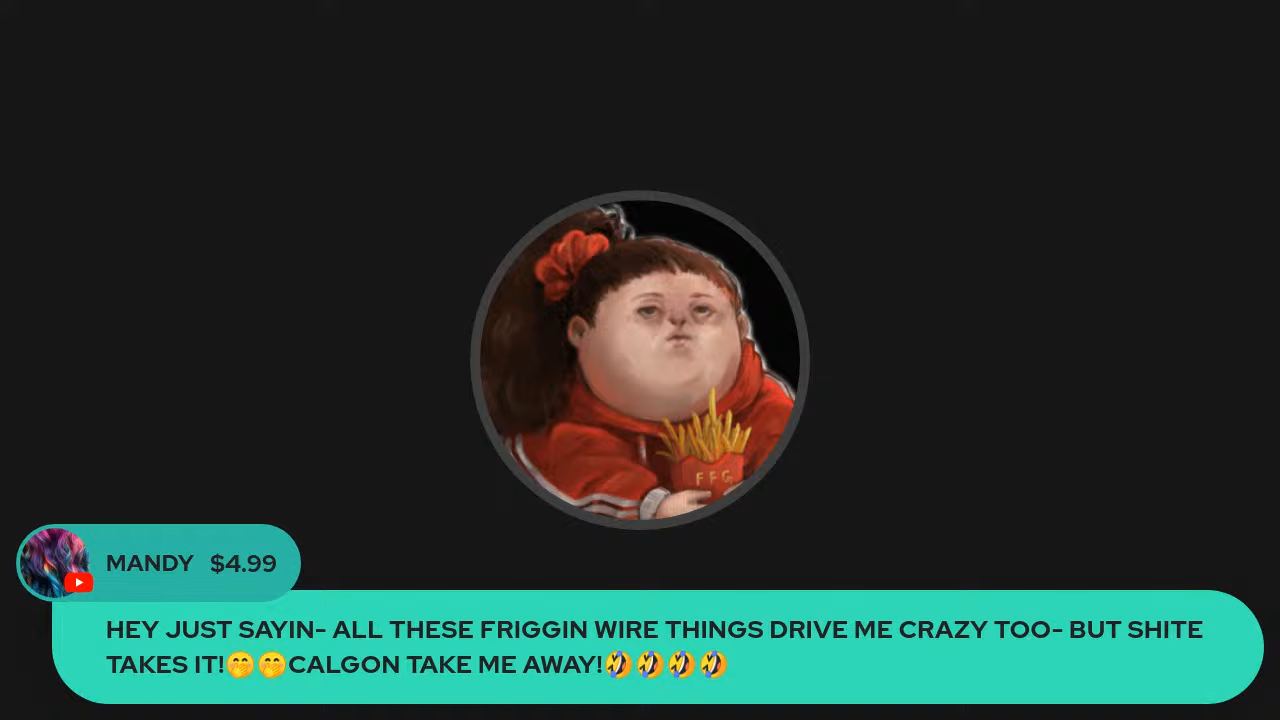 FFG
MANDY $4.99
HEY JUST SAYIN- ALL THESE FRIGGIN WIRE THINGS DRIVE ME CRAZY TOO- BUT SHITE
TAKES IT!🤭🤭CALGON TAKE ME AWAY!🤣🤣🤣🤣